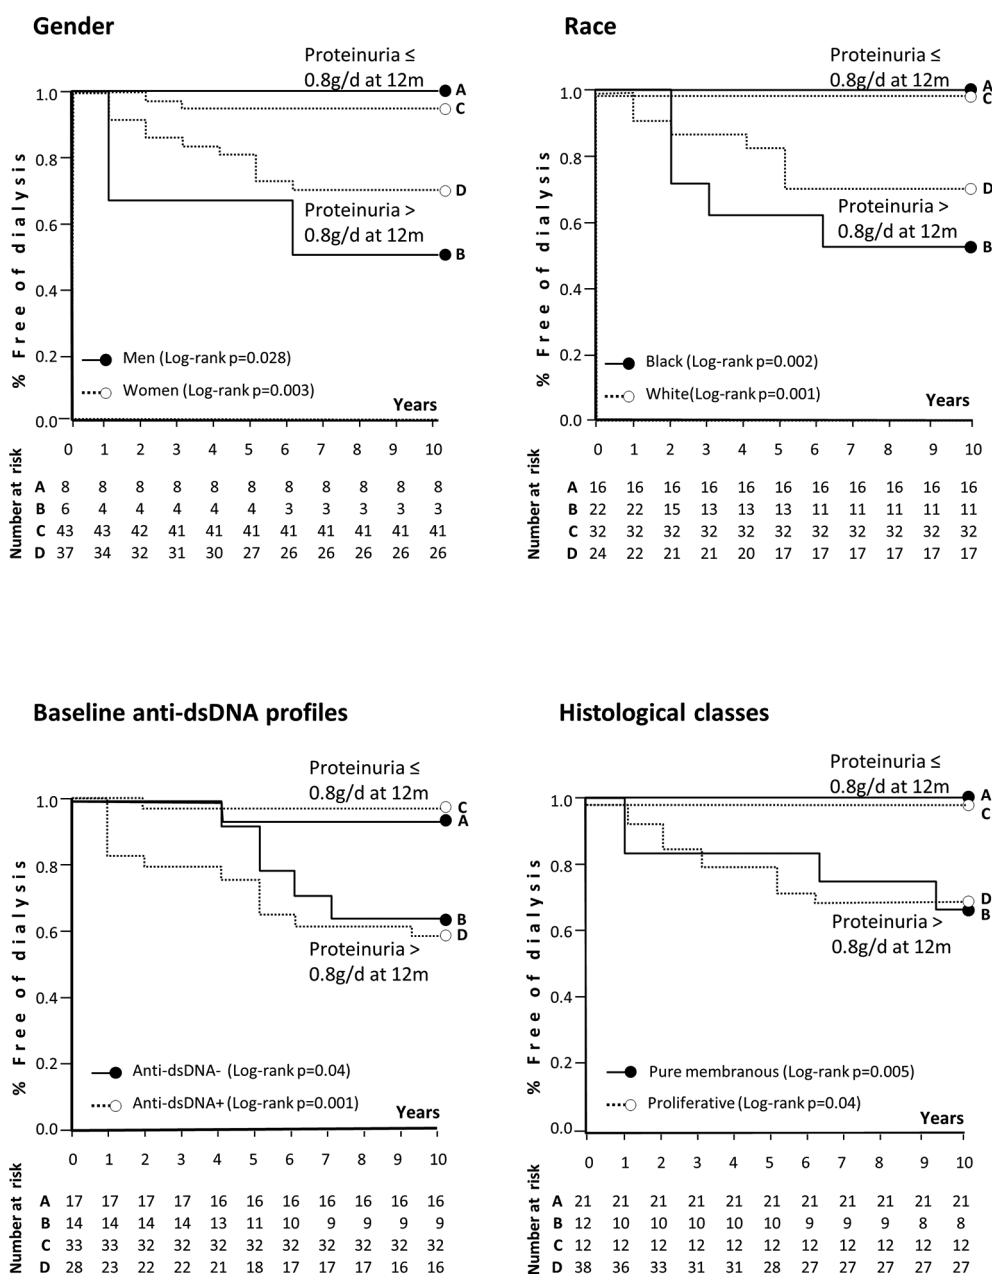 Gender
Proteinuria ≤
0.8g/d at 12m
A
C
D
B
Proteinuria >
0.8g/d at 12m
% Free of dialysis
1.0
0.8
0.6
0.4
0.2
0.0
Men (Log-rank p=0.028)
Women (Log-rank p=0.003)
Years
0 1 2 3 4 5 6 7 8 9 10
Number at risk
A 8 8 8 8 8 8 8 8 8 8 8
B 6 4 4 4 4 4 3 3 3 3 3
C 43 43 42 41 41 41 41 41 41 41 41
D 37 34 32 31 30 27 26 26 26 26 26
Race
Proteinuria ≤
0.8g/d at 12m
A
C
D
B
Proteinuria >
0.8g/d at 12m
% Free of dialysis
1.0
0.8
0.6
0.4
0.2
0.0
Black (Log-rank p=0.002)
White(Log-rank p=0.001)
Years
0 1 2 3 4 5 6 7 8 9 10
Number at risk
A 16 16 16 16 16 16 16 16 16 16 16
B 22 22 15 13 13 13 11 11 11 11 11
C 32 32 32 32 32 32 32 32 32 32 32
D 24 22 21 21 20 17 17 17 17 17 17
Baseline anti-dsDNA profiles
Proteinuria ≤
0.8g/d at 12m
C
A
B
D
Proteinuria >
0.8g/d at 12m
% Free of dialysis
1.0
0.8
0.6
0.4
0.2
0.0
Anti-dsDNA- (Log-rank p=0.04)
Anti-dsDNA+ (Log-rank p=0.001)
Years
0 1 2 3 4 5 6 7 8 9 10
Number at risk
A 17 17 17 17 16 16 16 16 16 16 16
B 14 14 14 14 13 11 10 9 9 9 9
C 33 33 32 32 32 32 32 32 32 32 32
D 28 23 22 22 21 18 17 17 17 16 16
Histological classes
Proteinuria ≤
0.8g/d at 12m
A
C
D
B
Proteinuria >
0.8g/d at 12m
% Free of dialysis
1.0
0.8
0.6
0.4
0.2
0.0
Pure membranous (Log-rank p=0.005)
Proliferative (Log-rank p=0.04)
Years
0 1 2 3 4 5 6 7 8 9 10
Number at risk
A 21 21 21 21 21 21 21 21 21 21 21
B 12 10 10 10 10 10 9 9 9 8 8
C 12 12 12 12 12 12 12 12 12 12 12
D 38 36 33 31 31 28 27 27 27 27 27